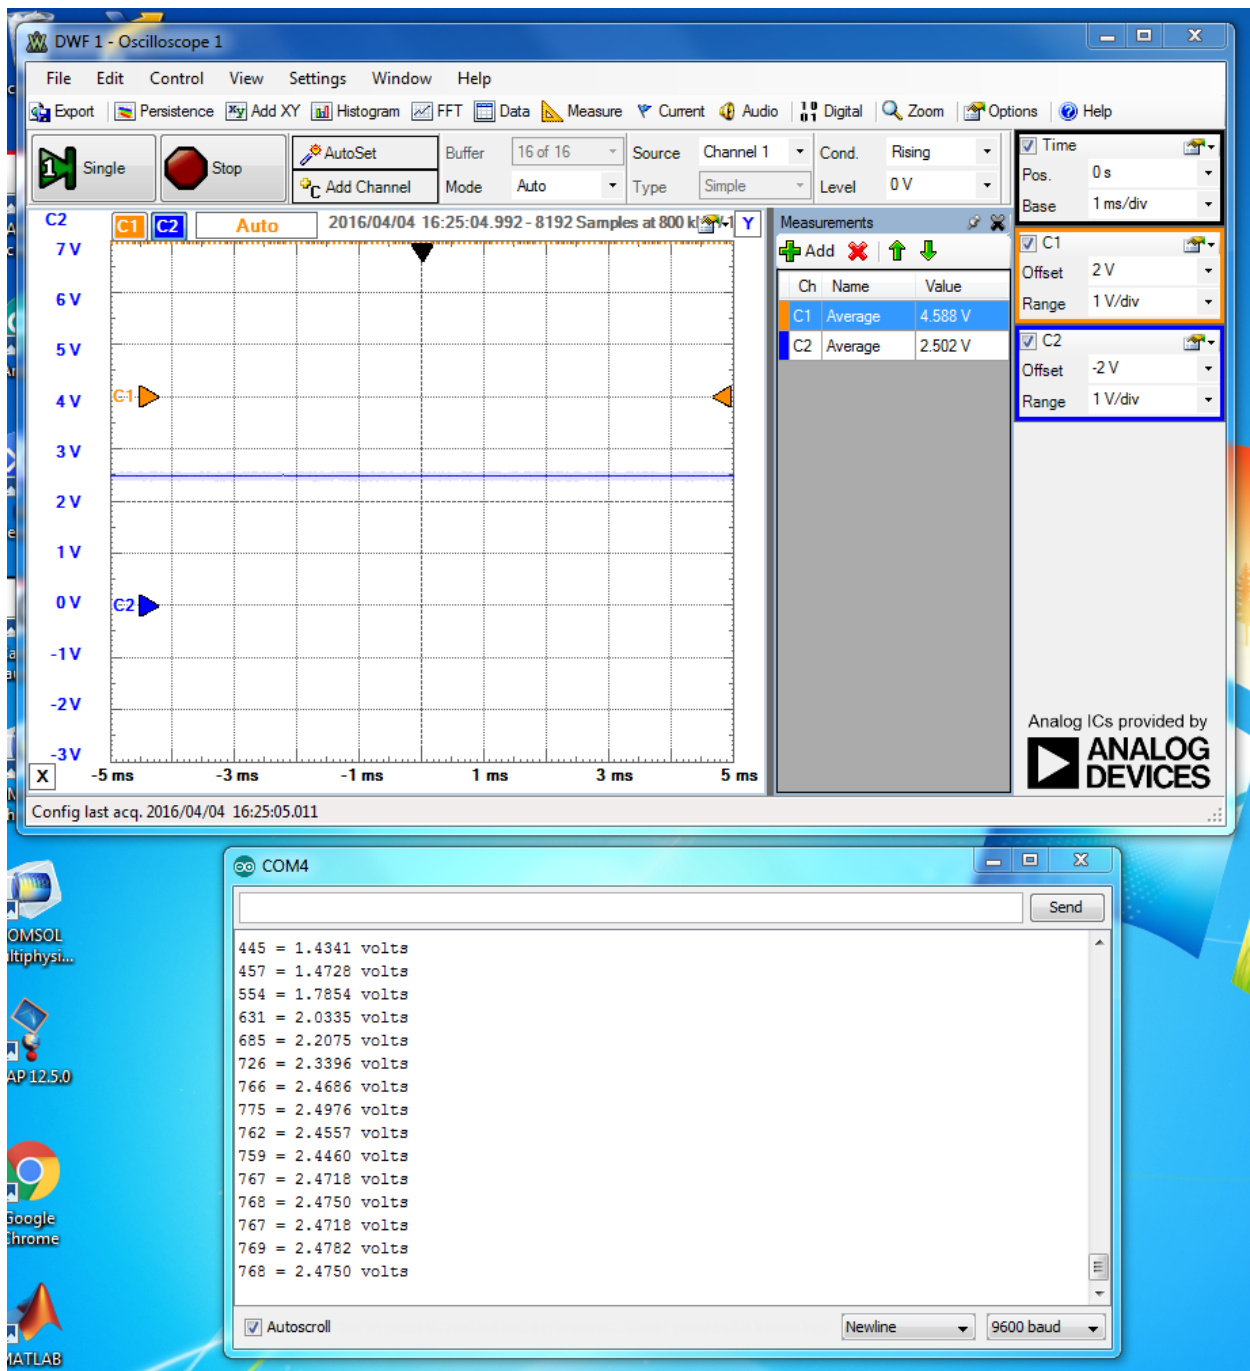 DWF 1 - Oscilloscope 1
File Edit Control View Settings Window Help
Export Persistence Add XY Histogram FFT Data Measure Current Audio Digital Zoom Options Help
Single Stop AutoSet Buffer 16 of 16 Source Channel 1 Cond. Rising
Add Channel Mode Auto Type Simple Level 0 V
Time
Pos. 0 s
Base 1 ms/div
C2 C1 C2 Auto 2016/04/04 16:25:04.992 - 8192 Samples at 800 k Y
7 V
6 V
5 V
4 V
3 V
2 V
1 V
0 V
-1 V
-2 V
-3 V
C1
C2
X -5 ms -3 ms -1 ms 1 ms 3 ms 5 ms
Measurements
Add
Ch Name Value
C1 Average 4.588 V
C2 Average 2.502 V
C1
Offset 2 V
Range 1 V/div
C2
Offset -2 V
Range 1 V/div
Analog ICs provided by
ANALOG
DEVICES
Config last acq. 2016/04/04 16:25:05.011
COM4
Send
445 = 1.4341 volts
457 = 1.4728 volts
554 = 1.7854 volts
631 = 2.0335 volts
685 = 2.2075 volts
726 = 2.3396 volts
766 = 2.4686 volts
775 = 2.4976 volts
762 = 2.4557 volts
759 = 2.4460 volts
767 = 2.4718 volts
768 = 2.4750 volts
767 = 2.4718 volts
769 = 2.4782 volts
768 = 2.4750 volts
Autoscroll Newline 9600 baud
OMSOL
ltiphysi...
AP 12.5.0
Google
Chrome
MATLAB